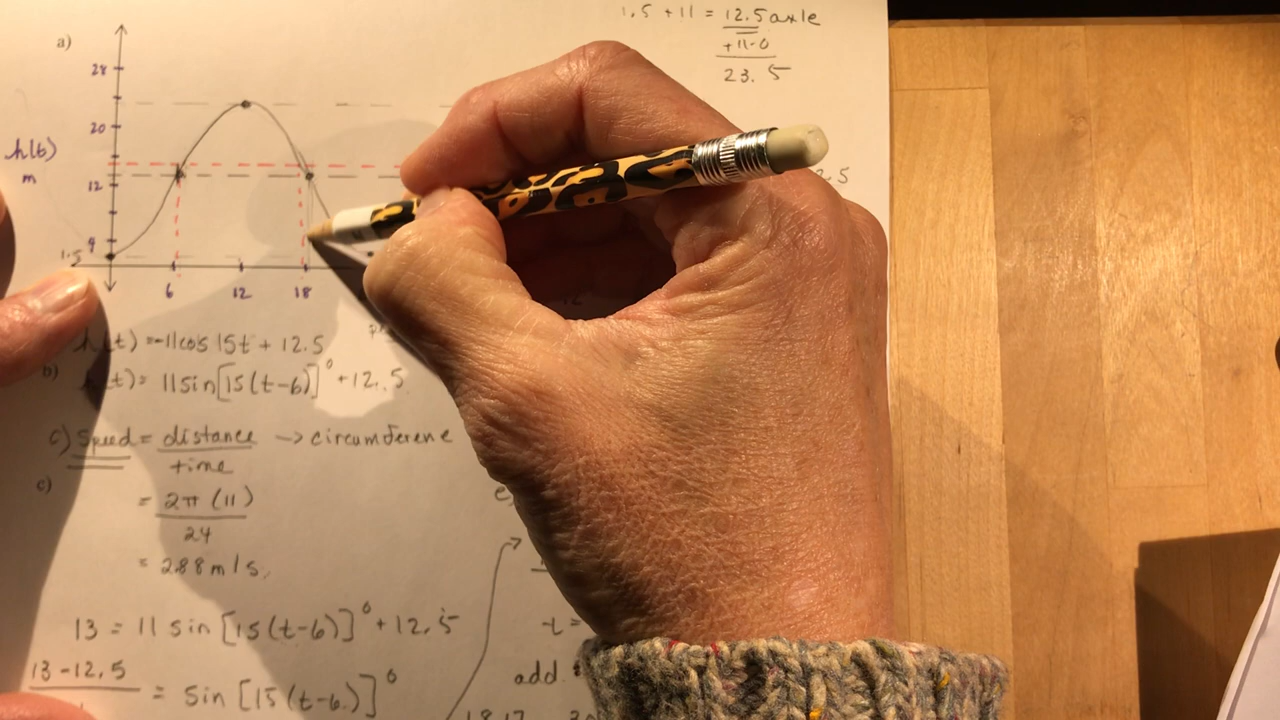 1.5 + 11 = 12.5 axle
+11.0
23.5
a)
28
20
h(t)
m
12
4
1.5
6 12 18
2.5
h(t) = -11cos 15t + 12.5
b) h(t) = 11sin[15(t-6)]° + 12.5
c) Speed = distance → circumference
time
c)
= 2π (11)
24
= 2.88 m/s.
e)
13 = 11 sin [15(t-6)]° + 12.5
t =
13 - 12.5 = sin [15(t-6)]°
add